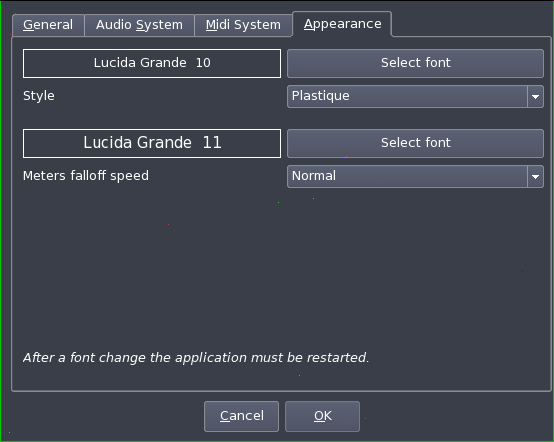 General Audio System Midi System Appearance
Lucida Grande 10 Select font
Style Plastique
Lucida Grande 11 Select font
Meters falloff speed Normal
After a font change the application must be restarted.
Cancel OK